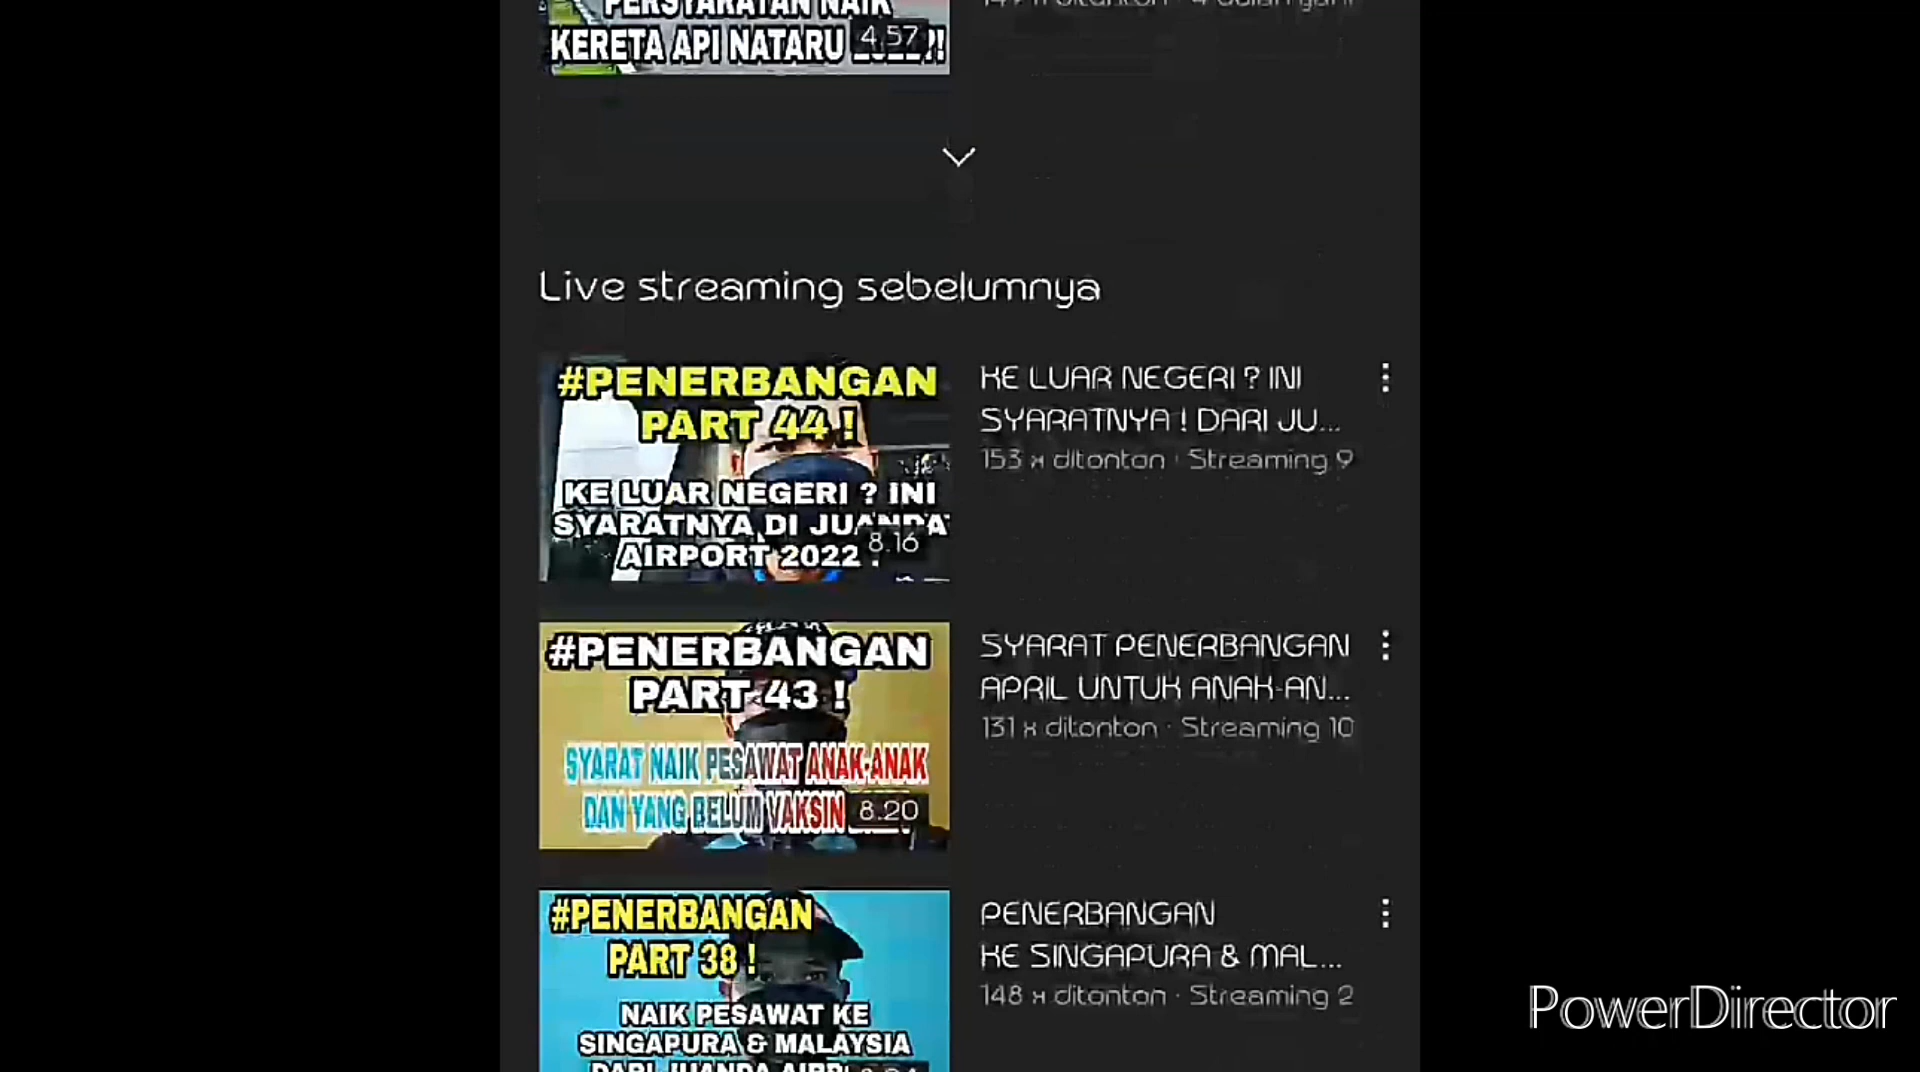 PERSYARATAN NAIK
KERETA API NATARU
4.57
Live streaming sebelumnya
#PENERBANGAN
PART 44 !
KE LUAR NEGERI ? INI
SYARATNYA DI JUANDA
AIRPORT 2022
8.16
KE LUAR NEGERI ? INI
SYARATNYA ! DARI JU...
153 x ditonton · Streaming 9
#PENERBANGAN
PART 43 !
SYARAT NAIK PESAWAT ANAK-ANAK
DAN YANG BELUM VAKSIN
8.20
SYARAT PENERBANGAN
APRIL UNTUK ANAK-AN...
131 x ditonton · Streaming 10
#PENERBANGAN
PART 38 !
NAIK PESAWAT KE
SINGAPURA & MALAYSIA
DARI JUANDA
PENERBANGAN
KE SINGAPURA & MAL...
148 x ditonton · Streaming 2
PowerDirector